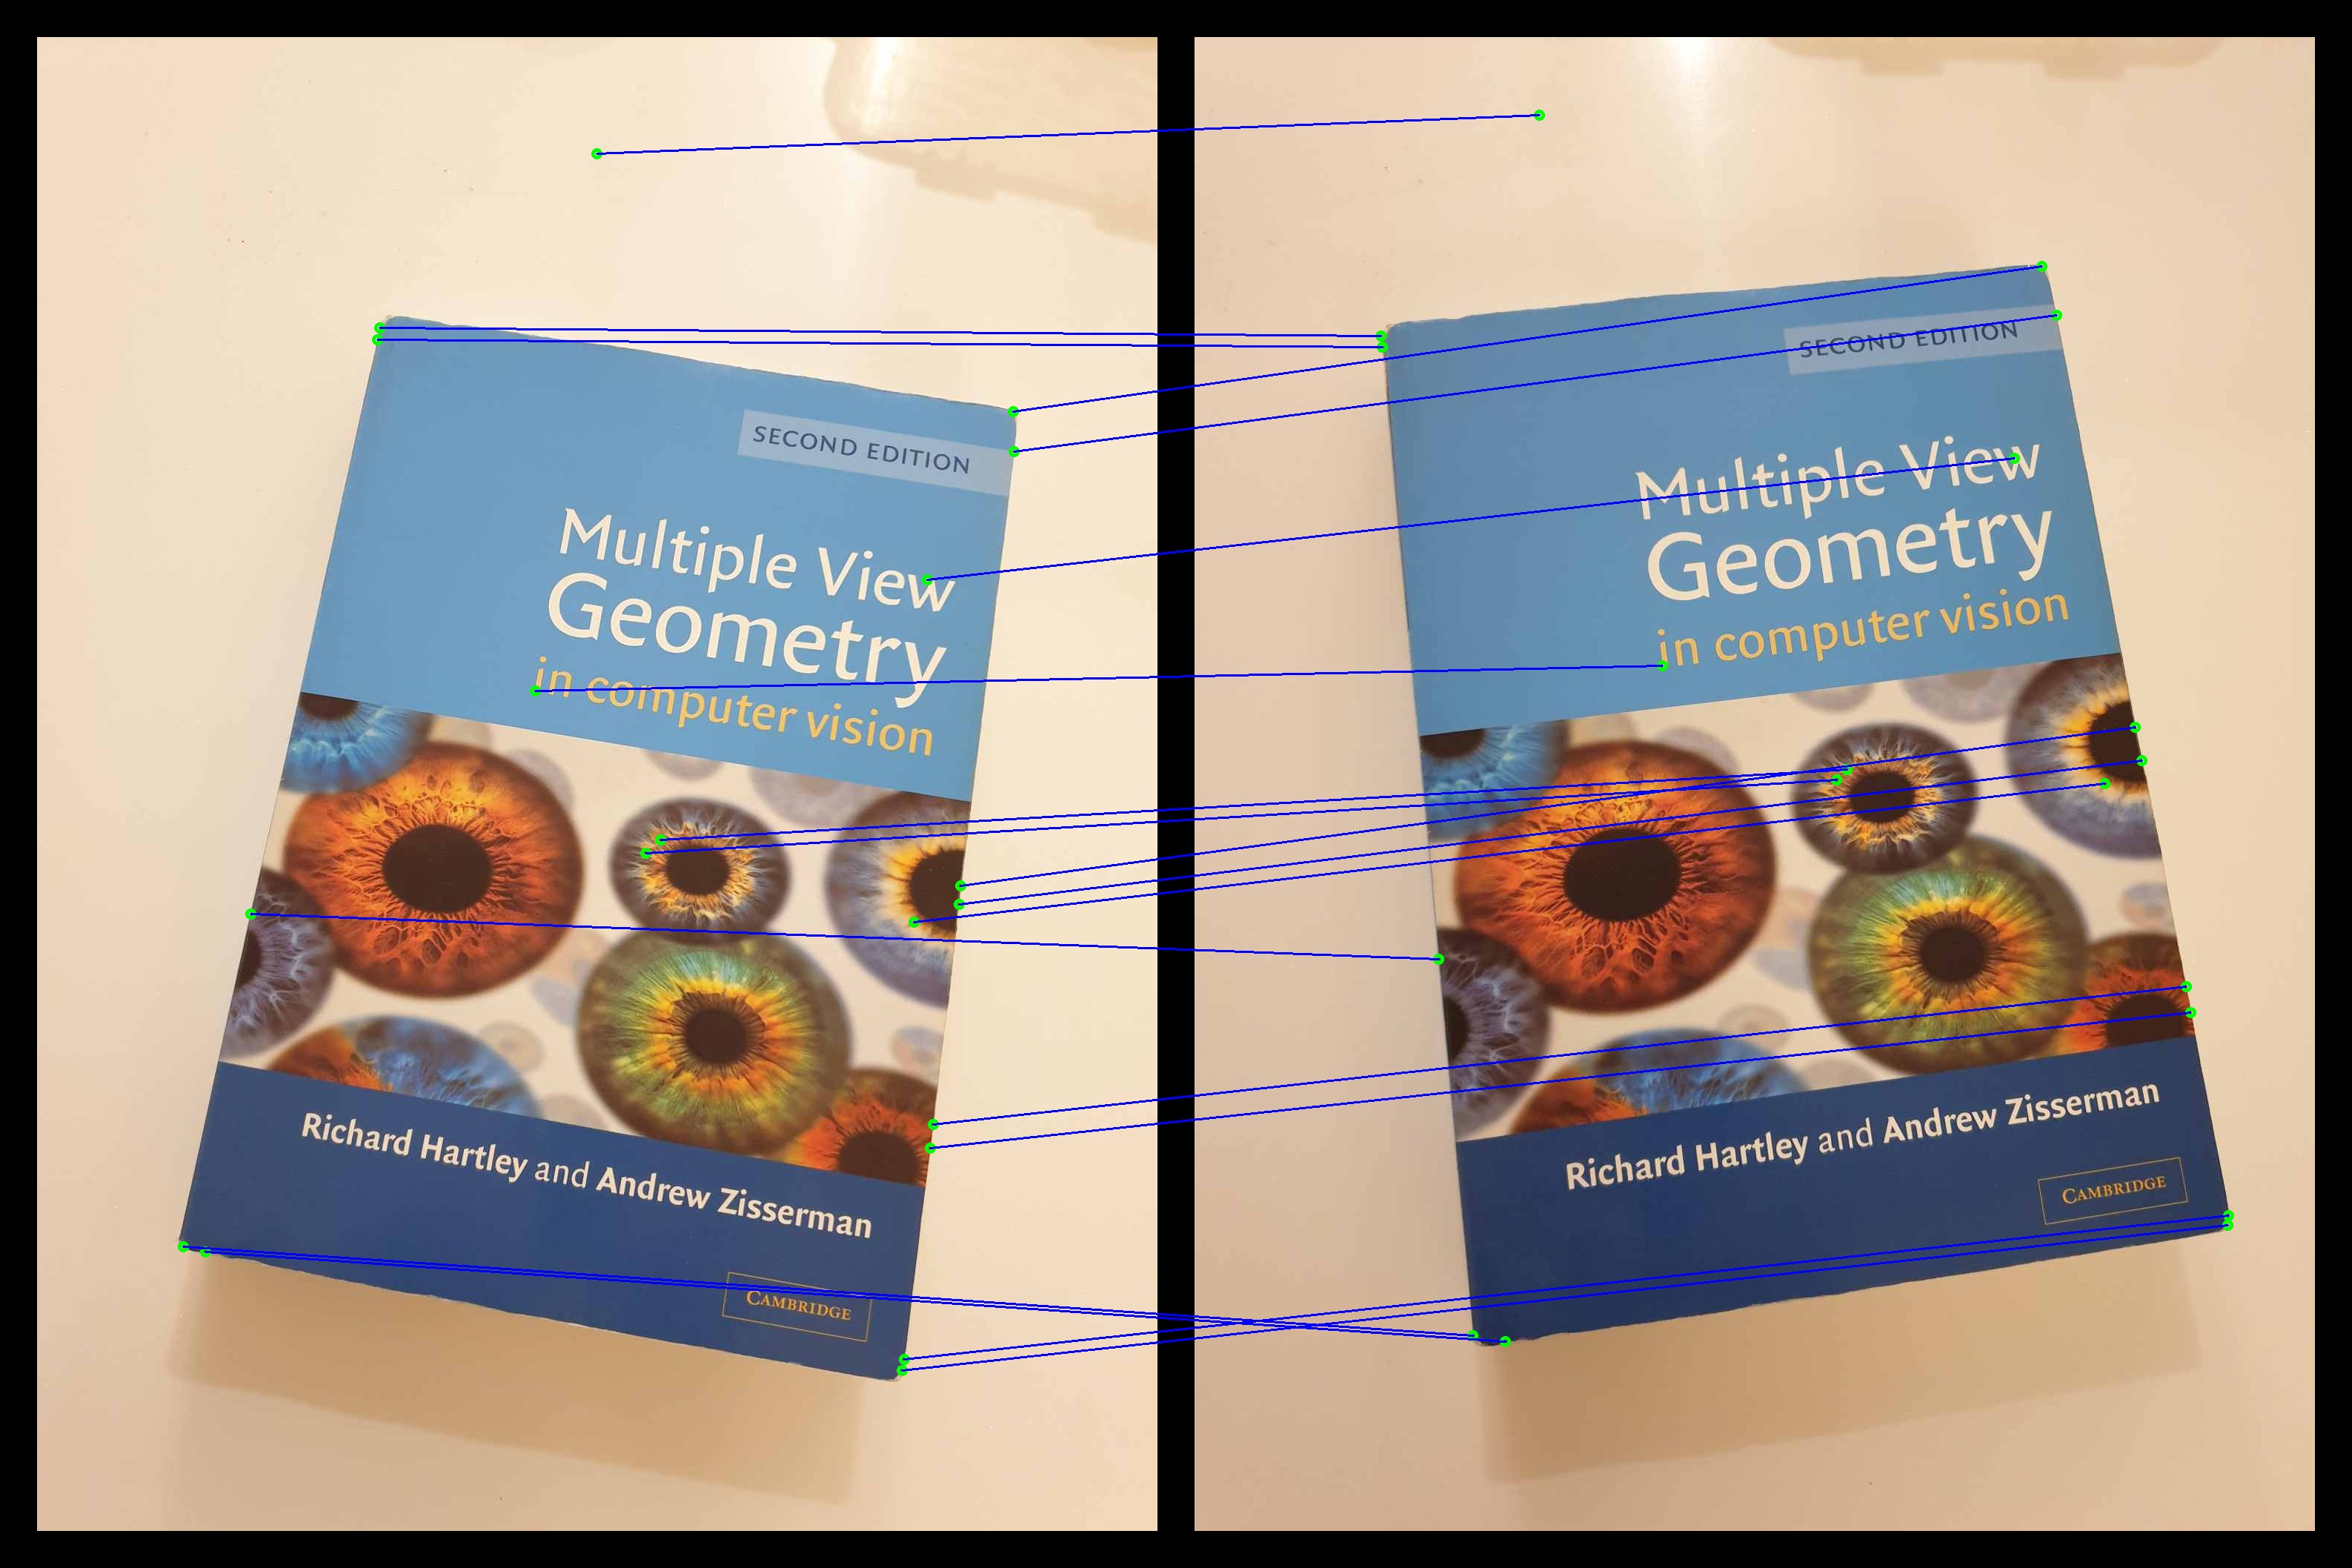 SECOND EDITION
Multiple View
Geometry
in computer vision
Richard Hartley and Andrew Zisserman
CAMBRIDGE
SECOND EDITION
Multiple View
Geometry
in computer vision
Richard Hartley and Andrew Zisserman
CAMBRIDGE